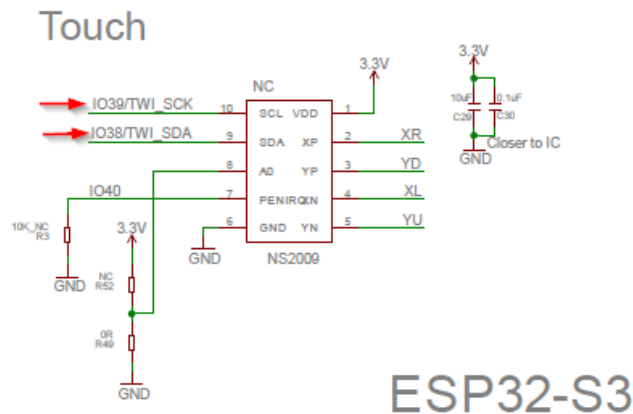 Touch
3.3V
3.3V
NC
IO39/TWI_SCK
10 SCL VDD 1
10uF 0.1uF
C29 C30
IO38/TWI_SDA
9 SDA XP 2 XR
Closer to IC
GND
8 A0 YP 3 YD
IO40
7 PENIRQXN 4 XL
10K_NC
R3
3.3V
6 GND YN 5 YU
GND
NS2009
GND
NC
R52
0R
R49
GND
ESP32-S3